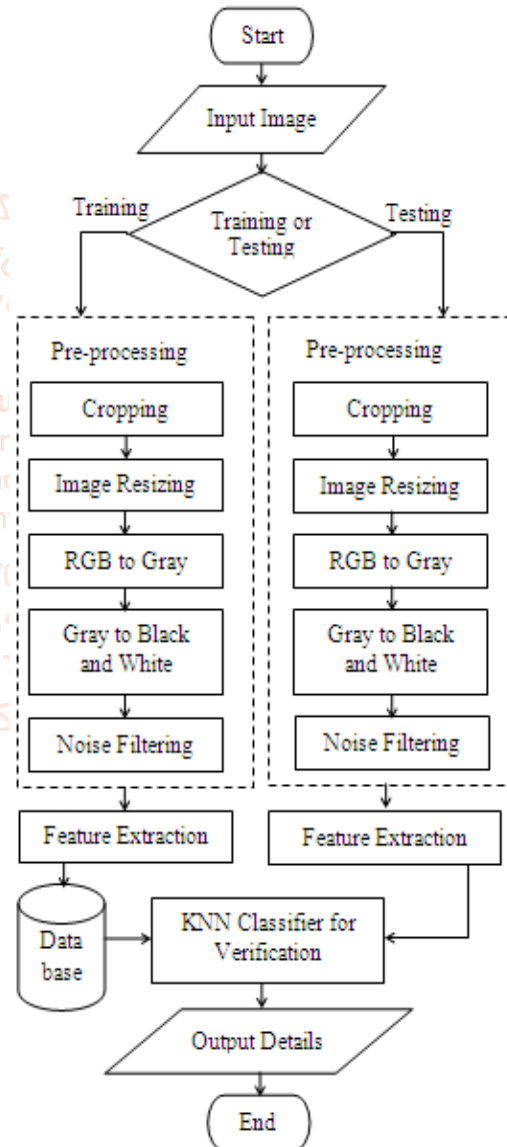 Start
Input Image
Training or
Testing
Training
Testing
Pre-processing
Cropping
Image Resizing
RGB to Gray
Gray to Black
and White
Noise Filtering
Feature Extraction
Data
base
Pre-processing
Cropping
Image Resizing
RGB to Gray
Gray to Black
and White
Noise Filtering
Feature Extraction
KNN Classifier for
Verification
Output Details
End